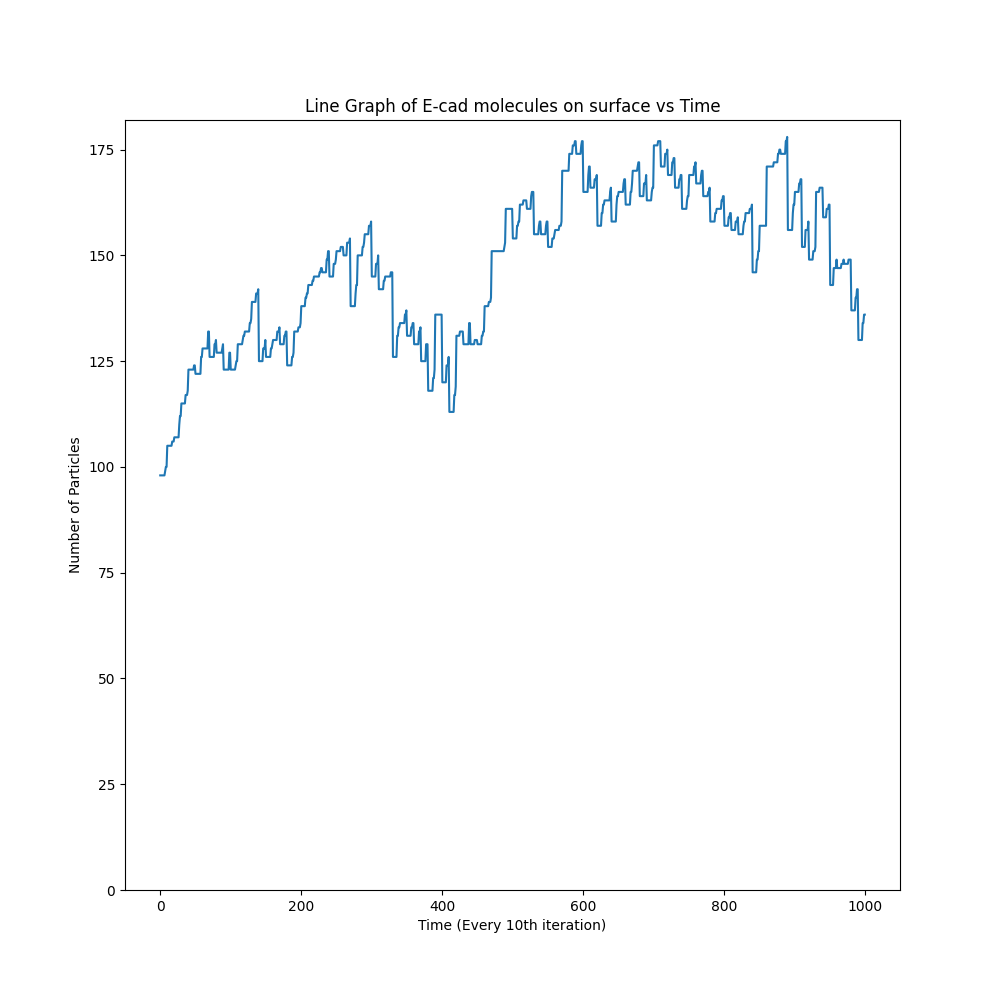 Line Graph of E-cad molecules on surface vs Time
175
150
125
100
75
50
25
0
Number of Particles
0 200 400 600 800 1000
Time (Every 10th iteration)